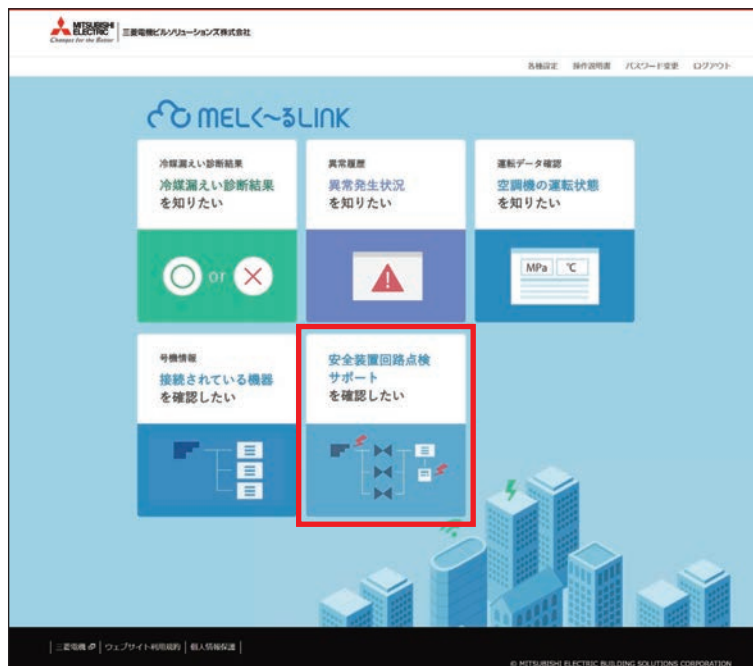 MITSUBISHI
ELECTRIC
Changes for the Better
三菱電機ビルソリューションズ株式会社
各種設定 操作説明書 パスワード変更 ログアウト
MELく～るLINK
冷媒漏えい診断結果
冷媒漏えい診断結果
を知りたい
or
異常履歴
異常発生状況
を知りたい
運転データ確認
空調機の運転状態
を知りたい
MPa ℃
号機情報
接続されている機器
を確認したい
安全装置回路点検
サポート
を確認したい
三菱電機 ウェブサイト利用規約 個人情報保護
© MITSUBISHI ELECTRIC BUILDING SOLUTIONS CORPORATION